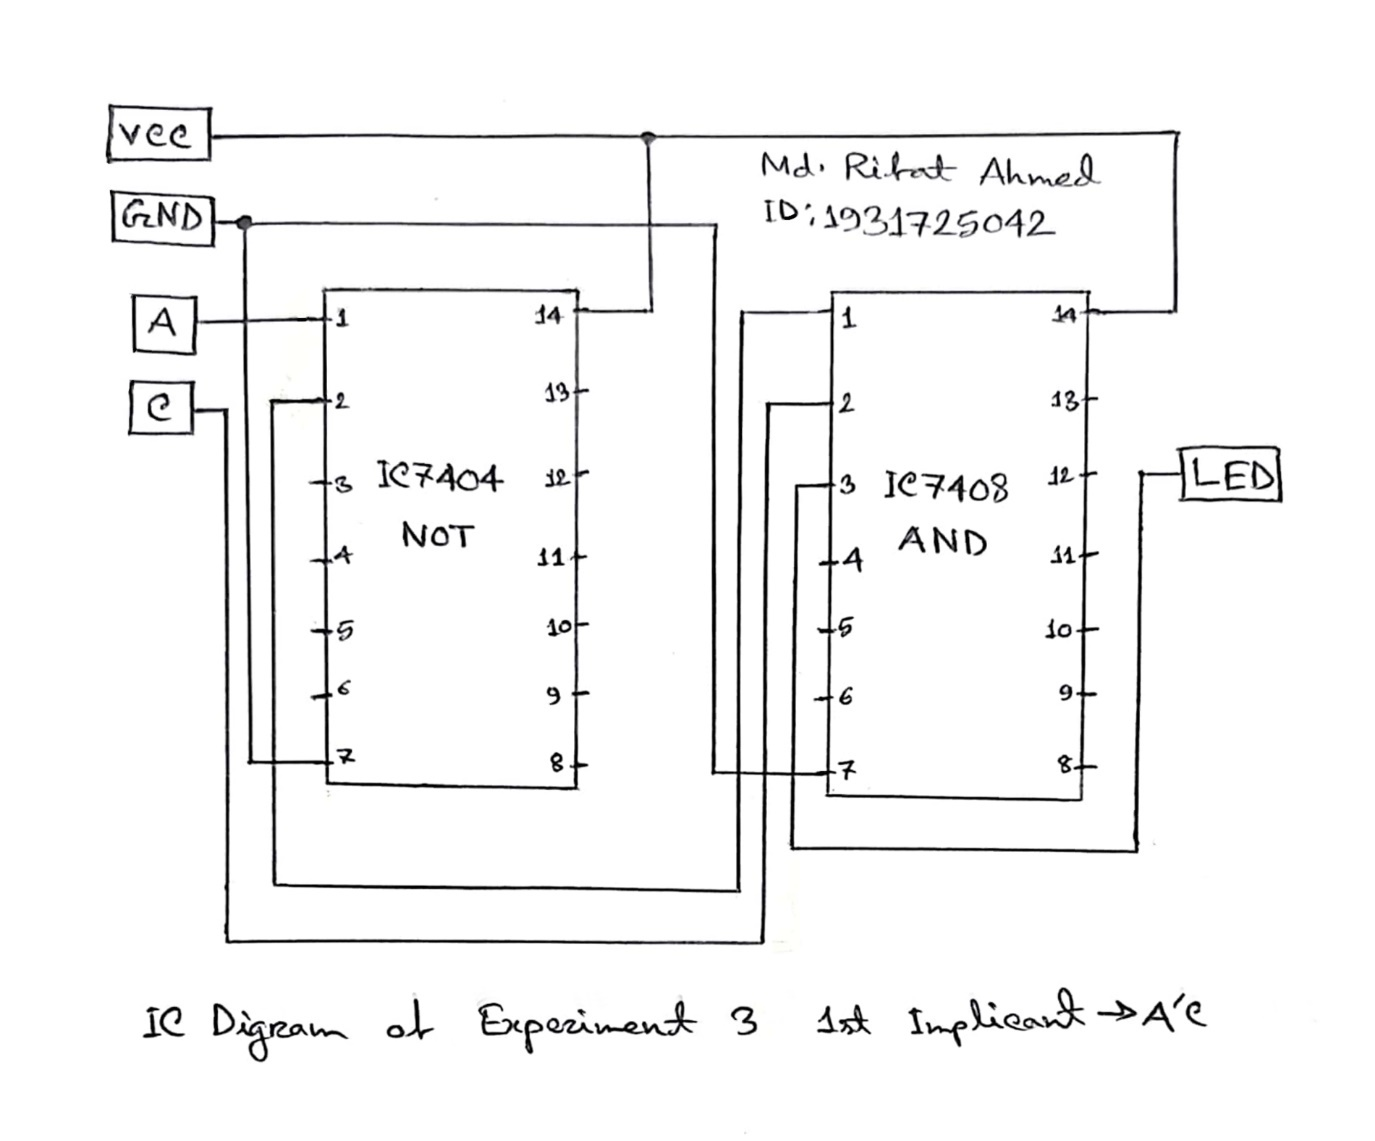 VCC
Md. Rifat Ahmed
GND
ID:1931725042
A
1
14
1
14
C
2
13
2
13
3
IC7404
12
3
IC7408
12
LED
NOT
AND
4
11
4
11
5
10
5
10
6
9
6
9
7
8
7
8
IC Digram of Experiment 3 1st Implicant → A'C